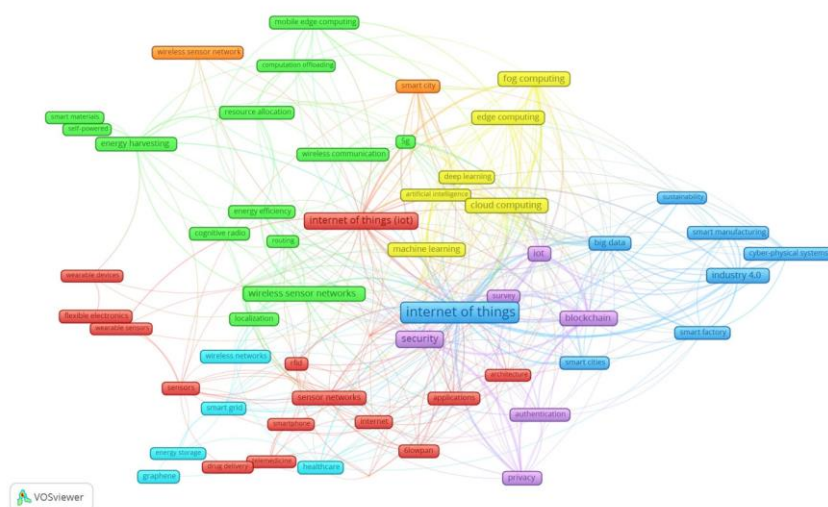 mobile edge computing
wireless sensor network
computation offloading
fog computing
smart city
resource allocation
edge computing
smart materials
self-powered
energy harvesting
5g
wireless communication
deep learning
artificial intelligence
sustainability
cloud computing
energy efficiency
internet of things (iot)
cognitive radio
smart manufacturing
routing
big data
machine learning
iot
cyber-physical systems
wearable devices
industry 4.0
wireless sensor networks
survey
internet of things
flexible electronics
localization
blockchain
wearable sensors
smart factory
security
wireless networks
rfid
smart cities
architecture
sensors
sensor networks
applications
smart grid
authentication
smartphone
internet
energy storage
6lowpan
telemedicine
drug delivery
healthcare
graphene
privacy
VOSviewer